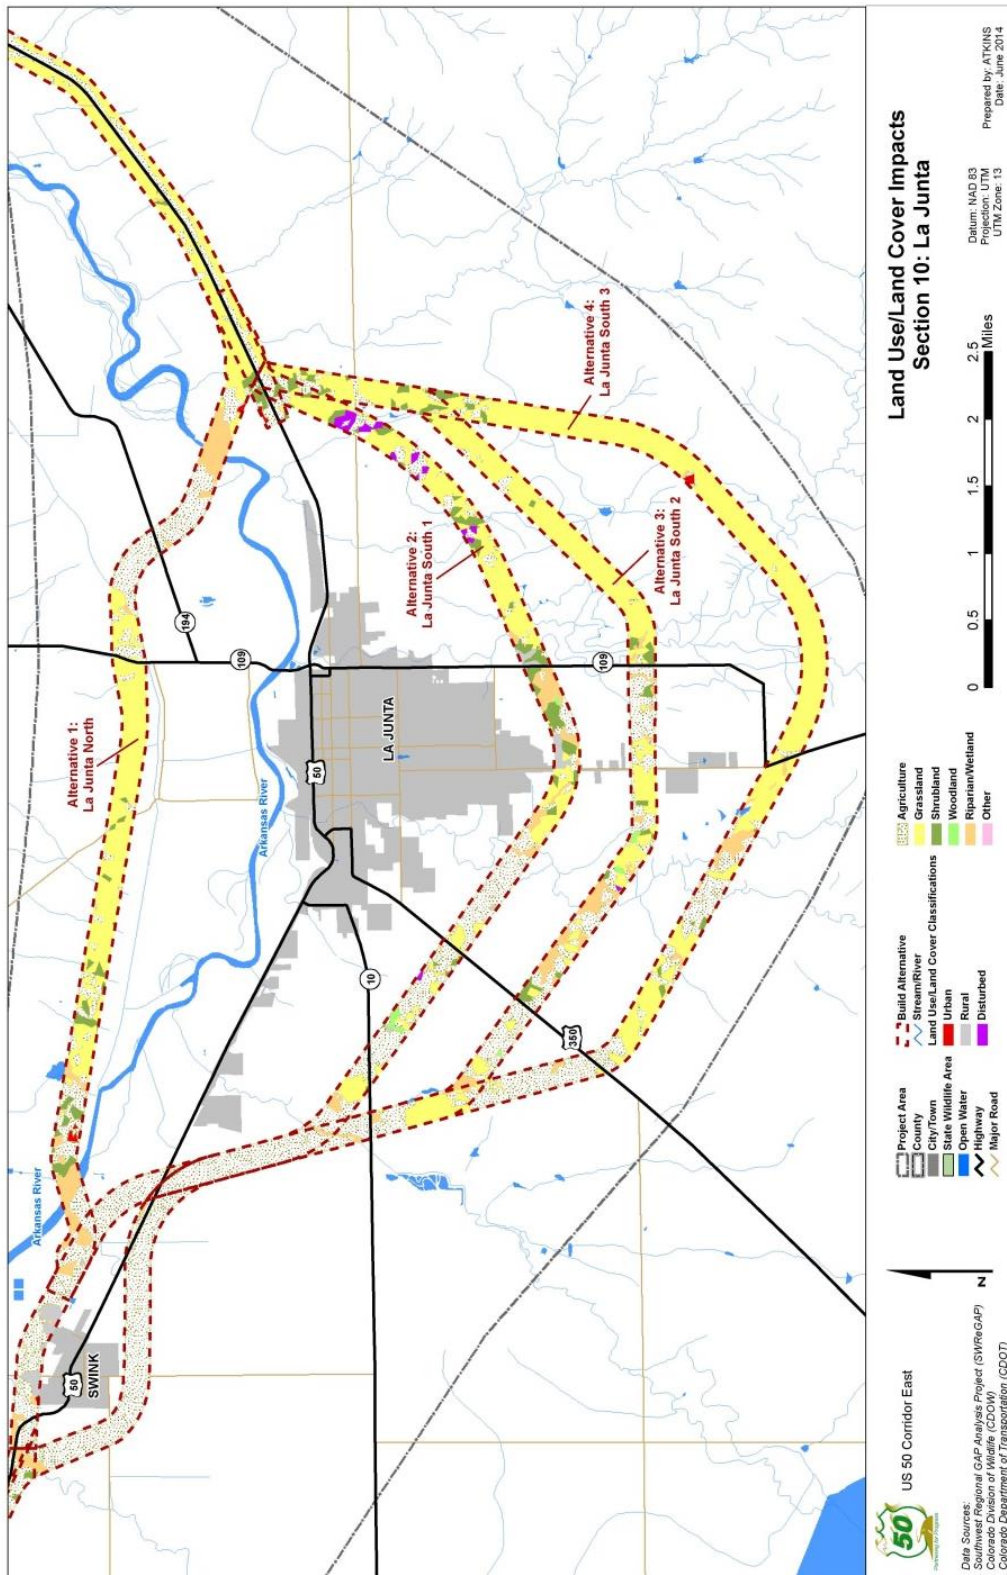 Arkansas River
50
SWINK
Alternative 1:
La Junta North
194
109
Arkansas River
50
LA JUNTA
10
350
109
Alternative 2:
La Junta South 1
Alternative 3:
La Junta South 2
Alternative 4:
La Junta South 3
50
US 50 Corridor East
Data Sources:
Southwest Regional GAP Analysis Project (SWReGAP)
Colorado Division of Wildlife (CDOW)
Colorado Department of Transportation (CDOT)
N
Project Area
County
City/Town
State Wildlife Area
Open Water
Highway
Major Road
Build Alternative
Stream/River
Land Use/Land Cover Classifications
Urban
Rural
Disturbed
Agriculture
Grassland
Shrubland
Woodland
Riparian/Wetland
Other
0 0.5 1 1.5 2 2.5
Miles
Land Use/Land Cover Impacts
Section 10: La Junta
Datum: NAD 83
Projection: UTM
UTM Zone: 13
Prepared by: ATKINS
Date: June 2014